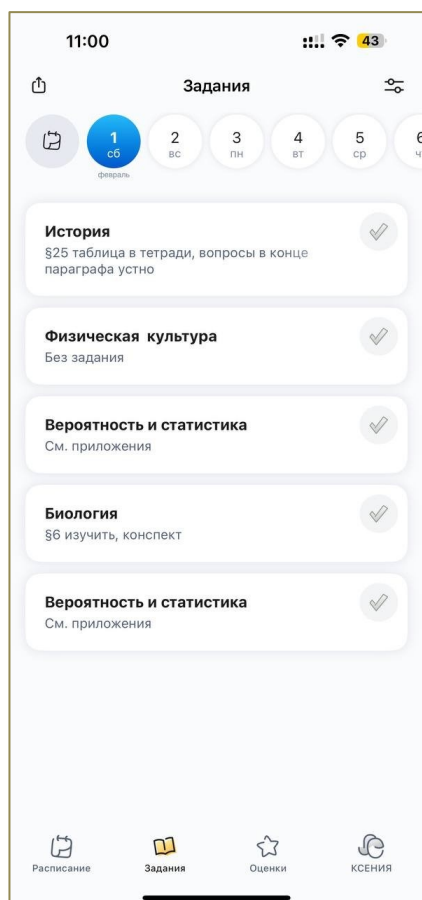 11:00
43
Задания
1
2
3
4
5
6
сб
вс
пн
вт
ср
ч
февраль
История
§25 таблица в тетради, вопросы в конце
параграфа устно
Физическая культура
Без задания
Вероятность и статистика
См. приложения
Биология
§6 изучить, конспект
Вероятность и статистика
См. приложения
Расписание
Задания
Оценки
КСЕНИЯ